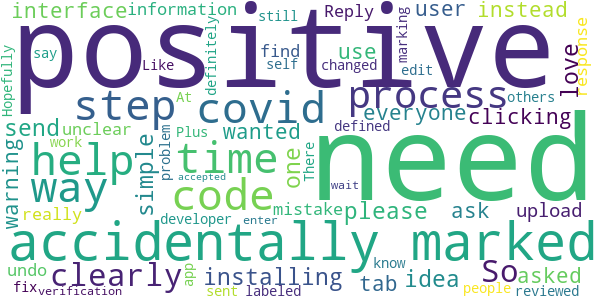 interface information still Reply user instead
Hopefully say positive Like definitely find self use changed marking edit love response
At others
step covid process
send unclear Plus wanted everyone clicking
warning help work simple problem time one There defined need
way code accepted wait
really developer mistake please ask upload
enter
accidentally marked
undo clearly app So asked
know
installing tab idea
fix verification sent labeled people reviewed